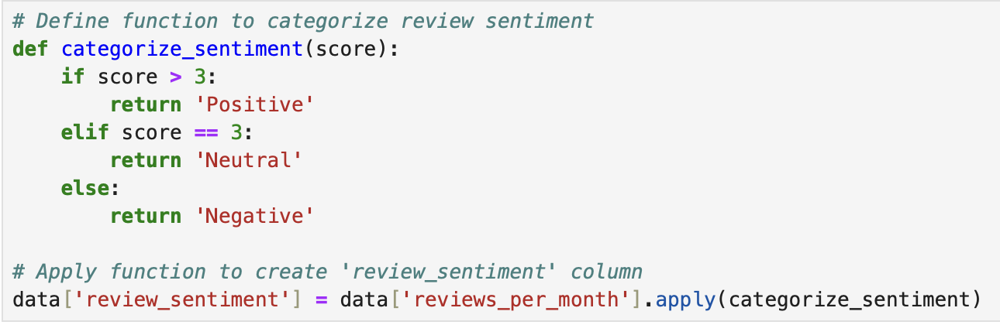 # Define function to categorize review sentiment
def categorize_sentiment(score):
    if score > 3:
        return 'Positive'
    elif score == 3:
        return 'Neutral'
    else:
        return 'Negative'

# Apply function to create 'review_sentiment' column
data['review_sentiment'] = data['reviews_per_month'].apply(categorize_sentiment)